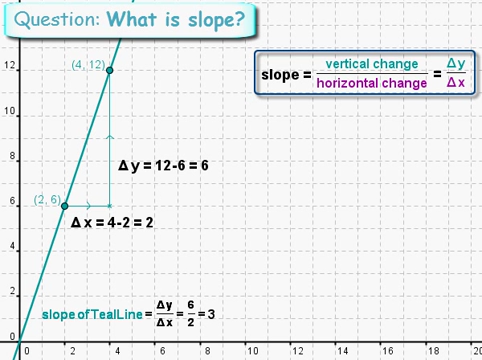 Question: What is slope?
slope = vertical change / horizontal change = Δy / Δx
(4, 12)
12
10
Δy = 12-6 = 6
8
(2, 6)
6
Δx = 4-2 = 2
4
2
slope of TealLine = Δy / Δx = 6 / 2 = 3
0
0 2 4 6 8 10 12 14 16 18 20